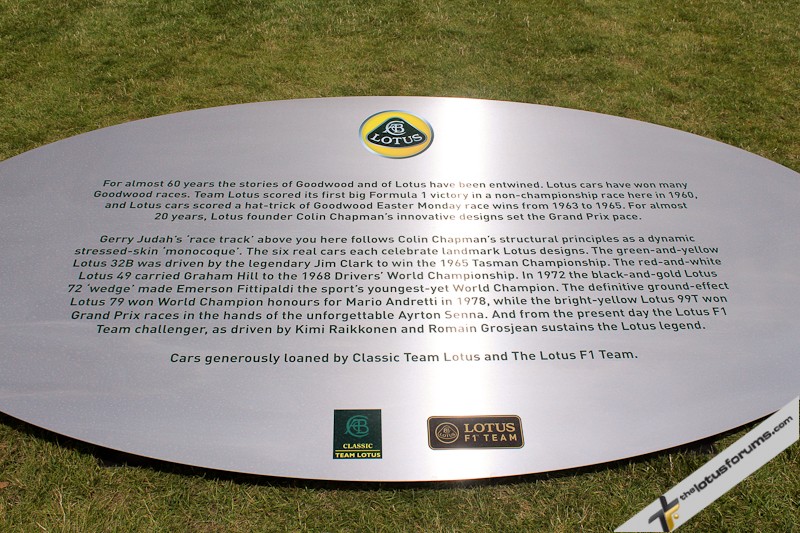 ACBC
LOTUS
For almost 60 years the stories of Goodwood and of Lotus have been entwined. Lotus cars have won many
Goodwood races. Team Lotus scored its first big Formula 1 victory in a non-championship race here in 1960,
and Lotus cars scored a hat-trick of Goodwood Easter Monday race wins from 1963 to 1965. For almost
20 years, Lotus founder Colin Chapman's innovative designs set the Grand Prix pace.
Gerry Judah's 'race track' above you here follows Colin Chapman's structural principles as a dynamic
stressed-skin 'monocoque'. The six real cars each celebrate landmark Lotus designs. The green-and-yellow
Lotus 32B was driven by the legendary Jim Clark to win the 1965 Tasman Championship. The red-and-white
Lotus 49 carried Graham Hill to the 1968 Drivers' World Championship. In 1972 the black-and-gold Lotus
72 'wedge' made Emerson Fittipaldi the sport's youngest-yet World Champion. The definitive ground-effect
Lotus 79 won World Champion honours for Mario Andretti in 1978, while the bright-yellow Lotus 99T won
Grand Prix races in the hands of the unforgettable Ayrton Senna. And from the present day the Lotus F1
Team challenger, as driven by Kimi Raikkonen and Romain Grosjean sustains the Lotus legend.
Cars generously loaned by Classic Team Lotus and The Lotus F1 Team.
CLASSIC
TEAM LOTUS
LOTUS
F1 TEAM
thelotusforums.com